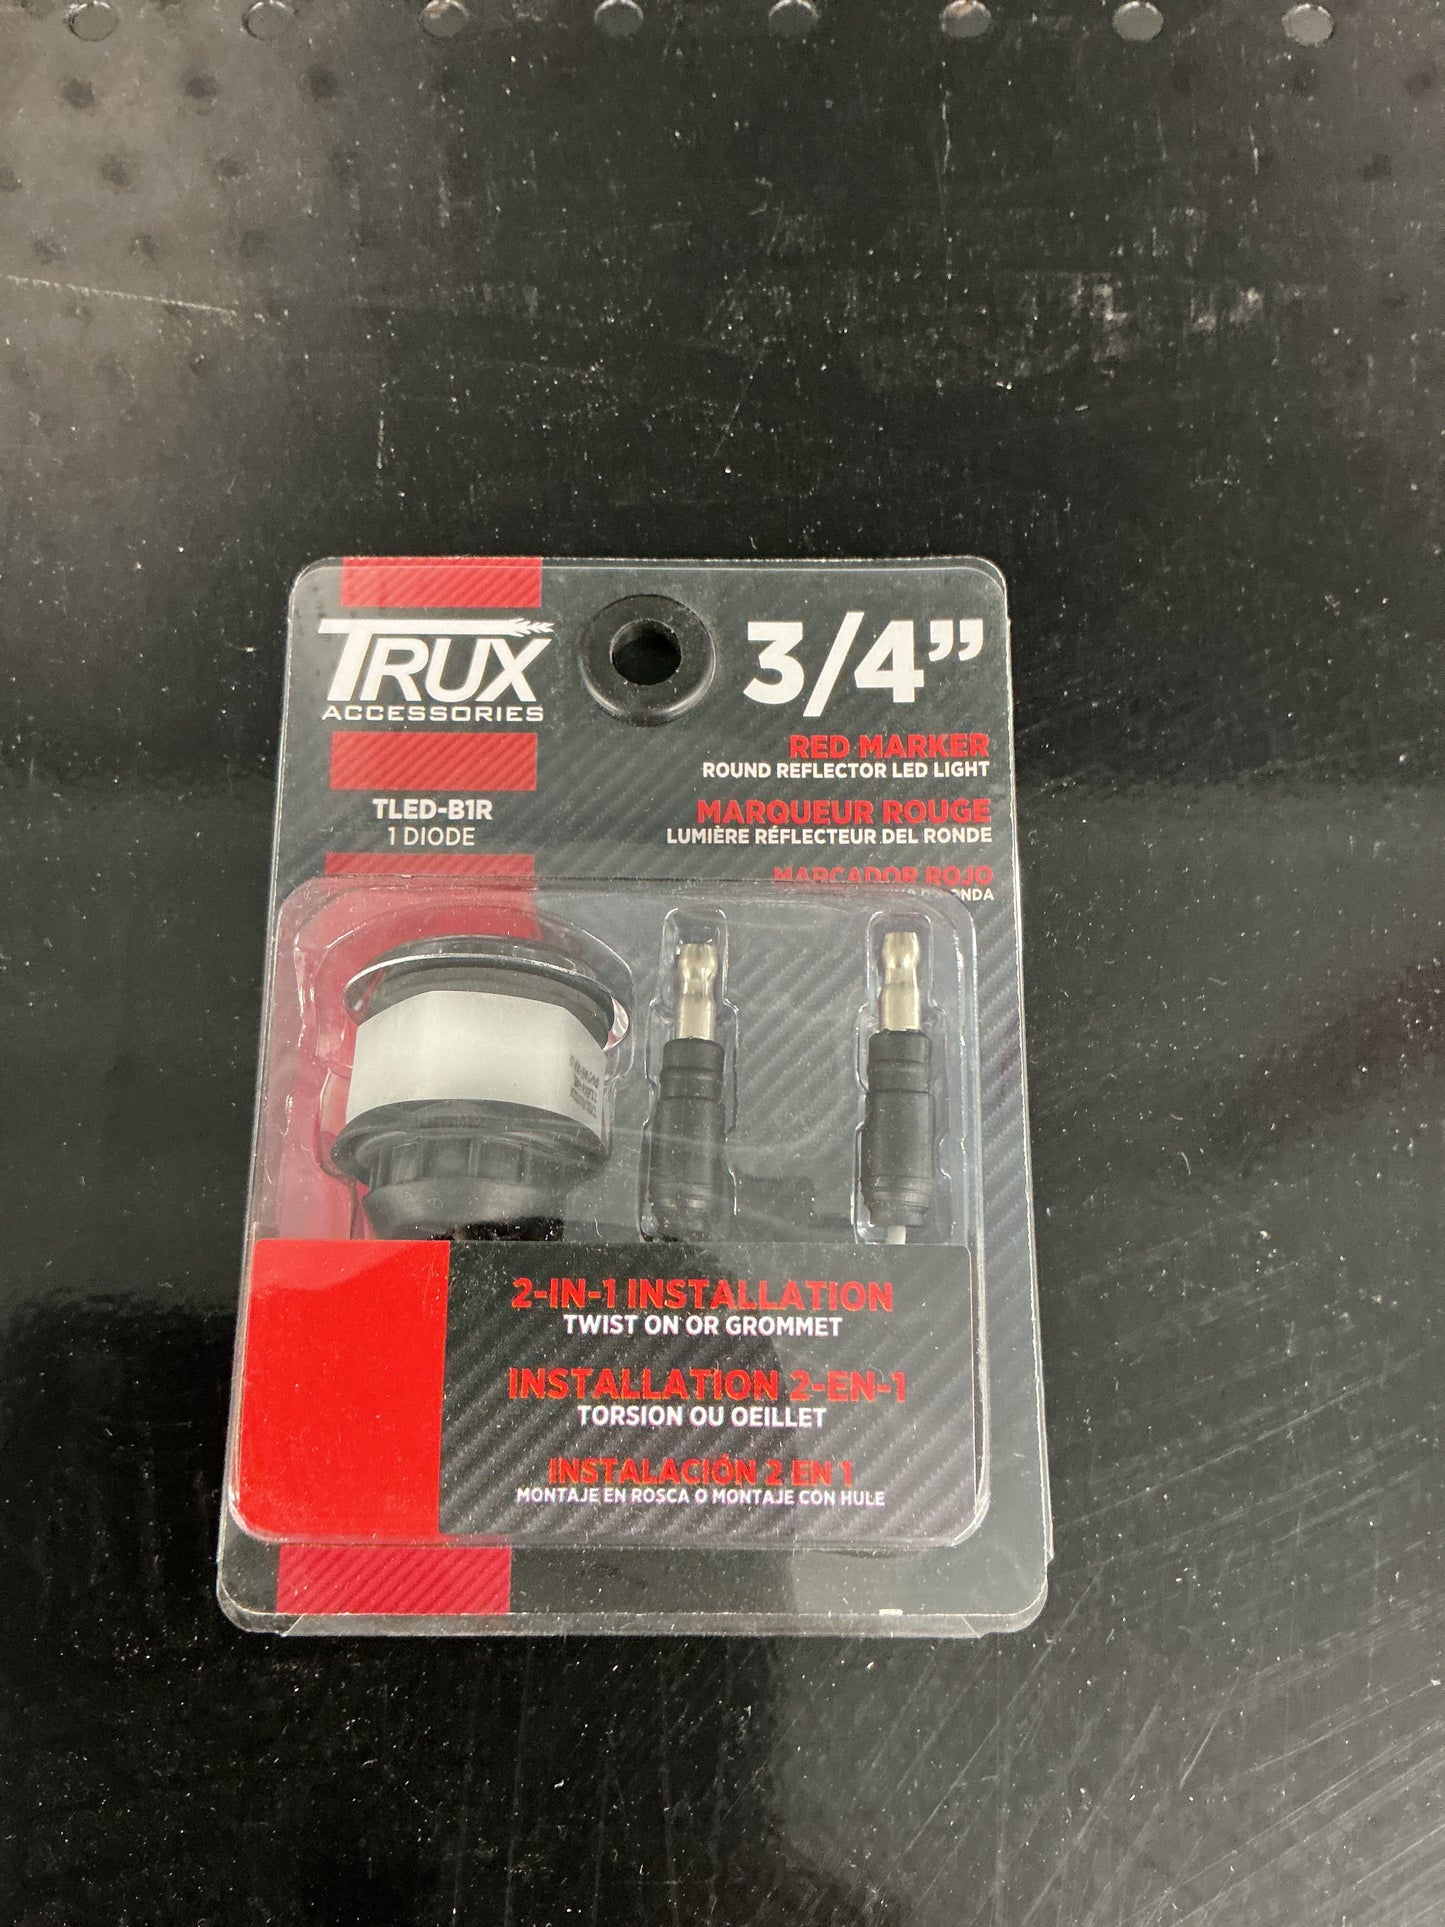 TRUX
ACCESSORIES
3/4”
RED MARKER
ROUND REFLECTOR LED LIGHT
TLED-B1R
1 DIODE
MARQUEUR ROUGE
LUMIÈRE RÉFLECTEUR DEL RONDE
MARCADOR ROJO
2-IN-1 INSTALLATION
TWIST ON OR GROMMET
INSTALLATION 2-EN-1
TORSION OU OEILLET
INSTALACIÓN 2 EN 1
MONTAJE EN ROSCA O MONTAJE CON HULE